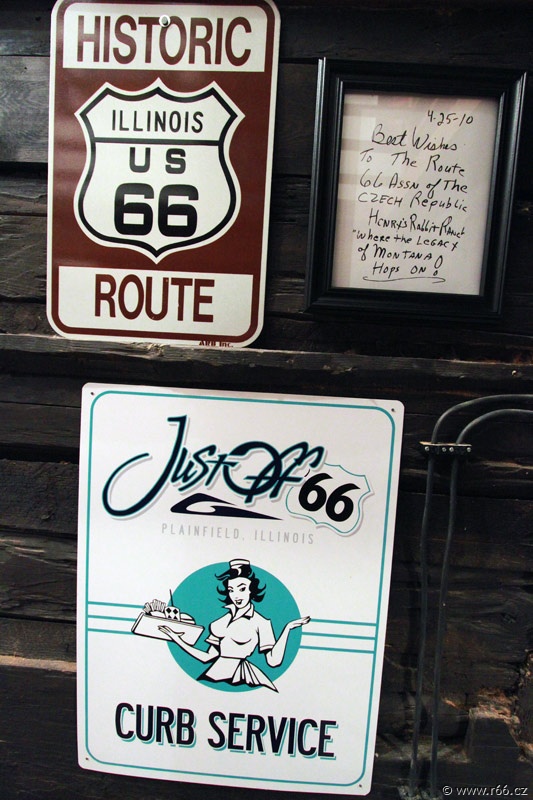 HISTORIC
ILLINOIS
US
66
ROUTE
4-25-10
Best Wishes
To The Route
66 Assn of The
CZECH Republic
Henry's Rabbit Ranch
"Where the Legacy
of Montana
Hops On!
Just Off '66
PLAINFIELD, ILLINOIS
CURB SERVICE
© www.r66.cz